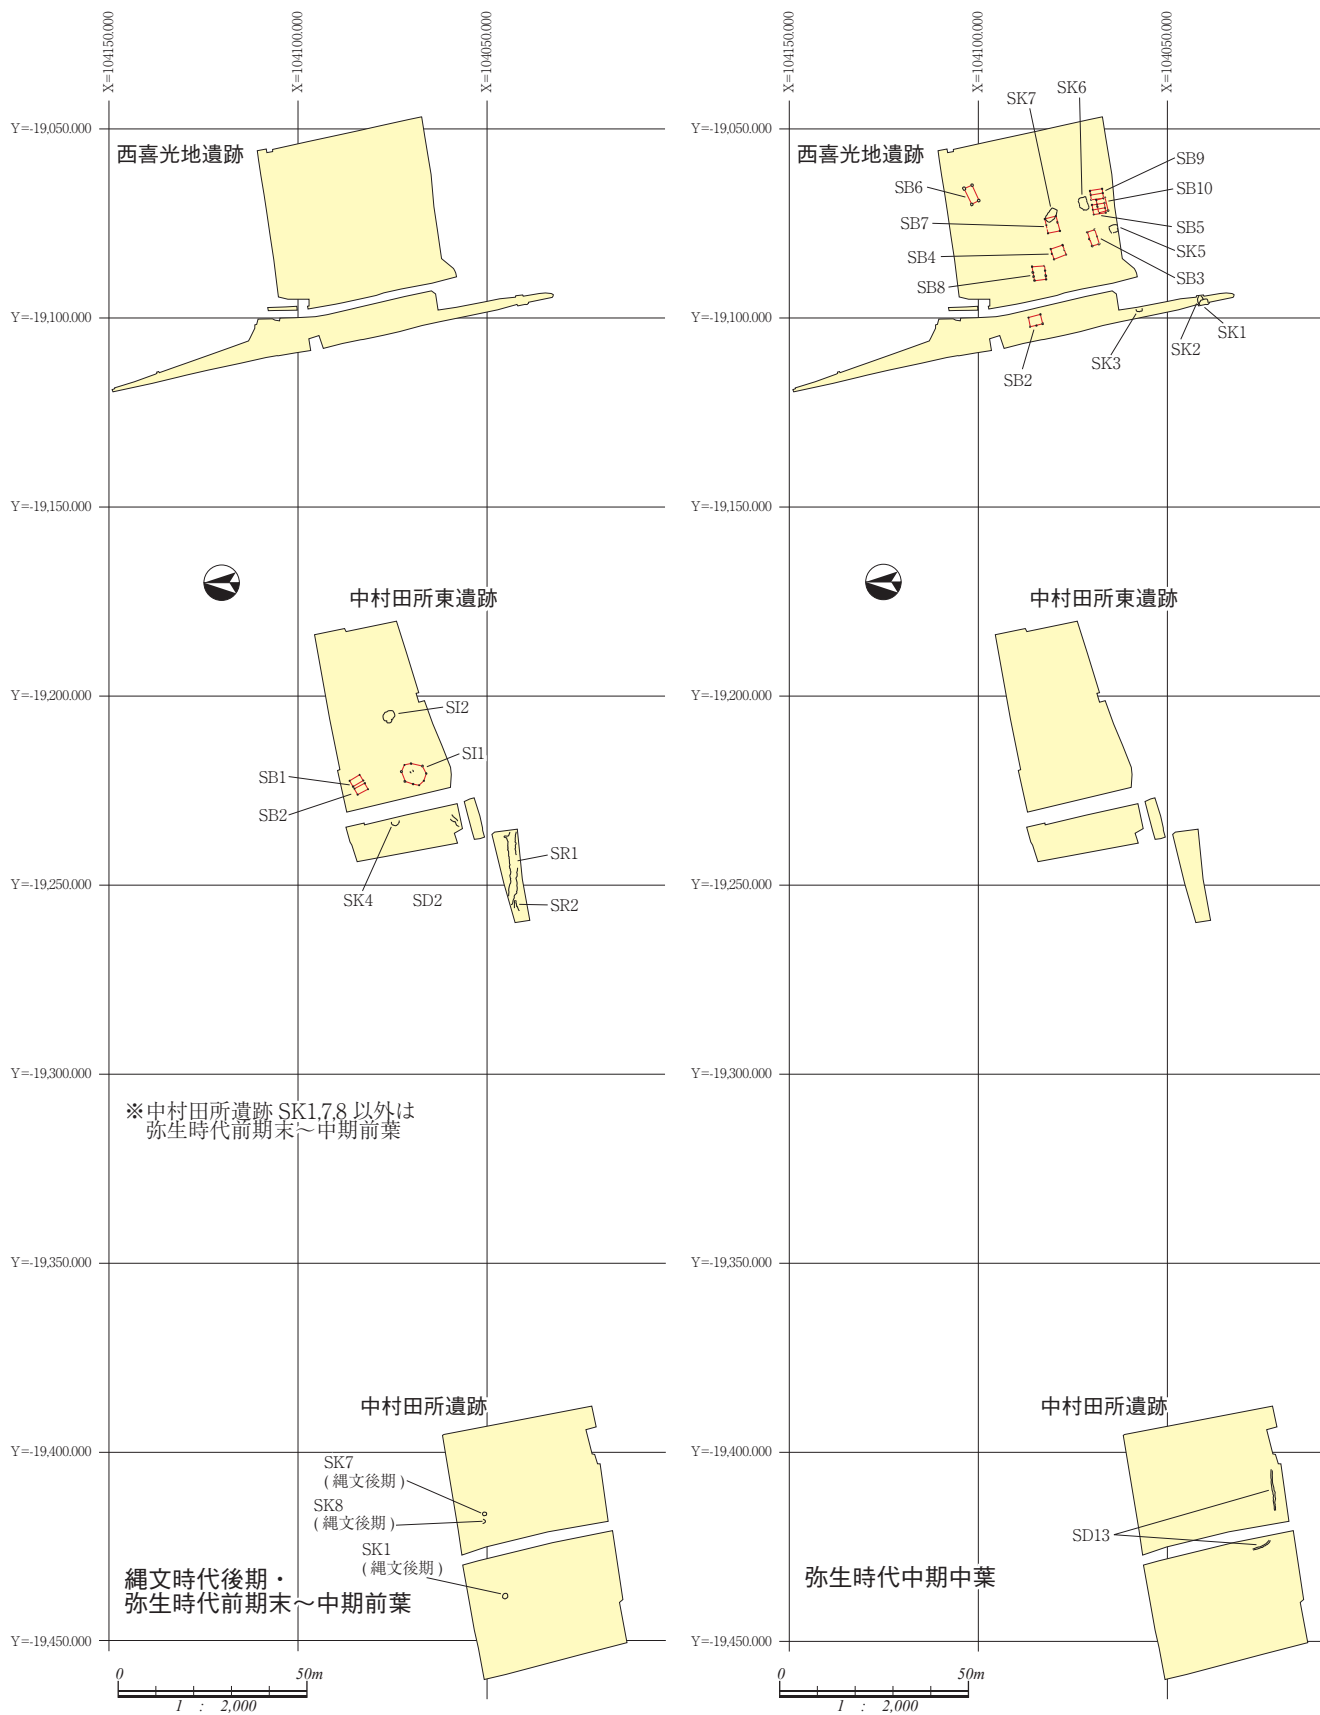 X=104150.000
X=104100.000
X=104050.000
Y=-19,050.000
西喜光地遺跡
Y=-19,100.000
Y=-19,150.000
中村田所東遺跡
Y=-19,200.000
SI2
SI1
SB1
SB2
SR1
Y=-19,250.000
SK4
SD2
SR2
Y=-19,300.000
※中村田所遺跡 SK1,7,8 以外は
弥生時代前期末~中期前葉
Y=-19,350.000
中村田所遺跡
Y=-19,400.000
SK7
(縄文後期)
SK8
(縄文後期)
SK1
(縄文後期)
縄文時代後期・
弥生時代前期末~中期前葉
Y=-19,450.000
0 50m
1 : 2,000
X=104150.000
X=104100.000
X=104050.000
SK6
SK7
Y=-19,050.000
西喜光地遺跡
SB9
SB6
SB10
SB7
SB5
SB4
SK5
SB8
SB3
Y=-19,100.000
SK1
SK2
SK3
SB2
Y=-19,150.000
中村田所東遺跡
Y=-19,200.000
Y=-19,250.000
Y=-19,300.000
Y=-19,350.000
中村田所遺跡
Y=-19,400.000
SD13
弥生時代中期中葉
Y=-19,450.000
0 50m
1 : 2,000